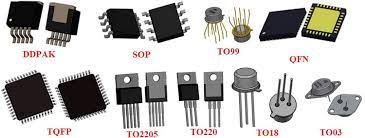 DDPAK
SOP
TO99
QFN
TQFP
TO2205
TO220
TO18
TO03